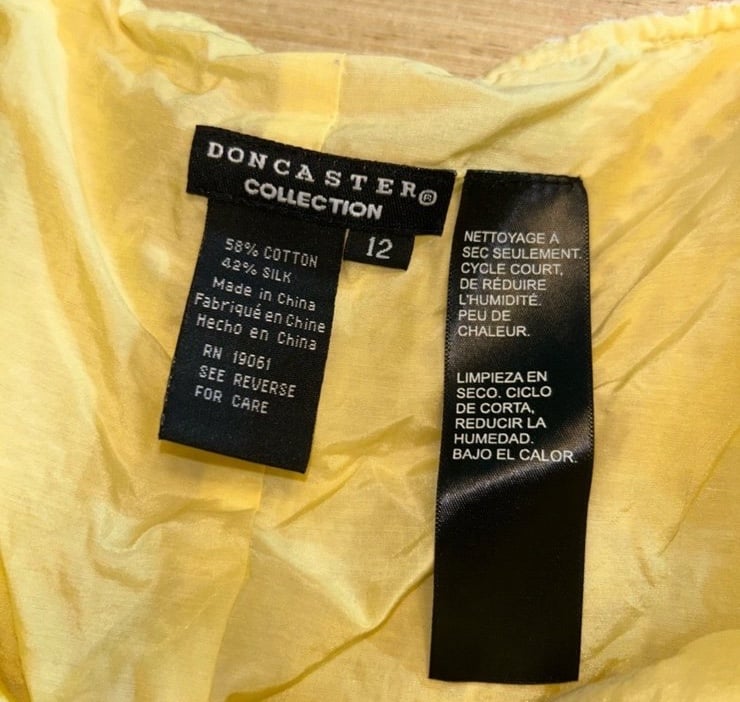 DONCASTER®
COLLECTION
12
58% COTTON
42% SILK
Made in China
Fabriqué en Chine
Hecho en China
RN 19061
SEE REVERSE
FOR CARE
NETTOYAGE À
SEC SEULEMENT.
CYCLE COURT,
DE RÉDUIRE
L'HUMIDITÉ.
PEU DE
CHALEUR.
LIMPIEZA EN
SECO. CICLO
DE CORTA,
REDUCIR LA
HUMEDAD.
BAJO EL CALOR.